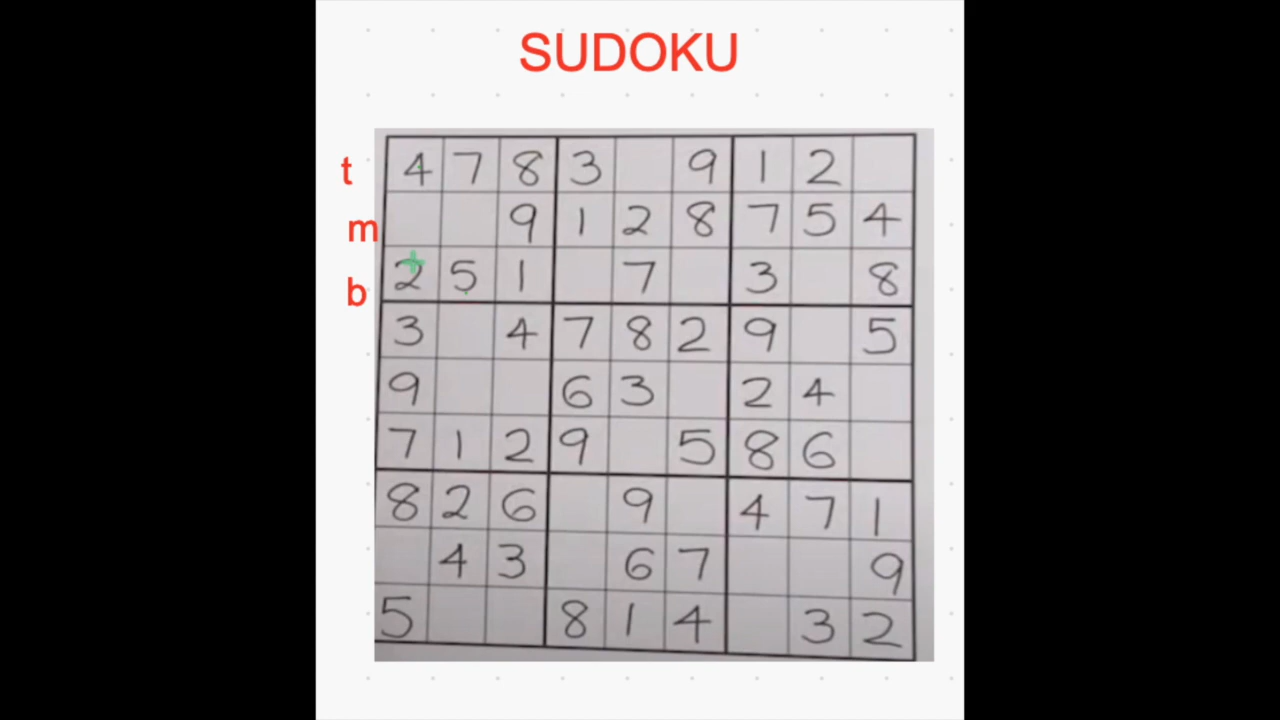 SUDOKU
t 4 7 8 3 9 1 2
m 9 1 2 8 7 5 4
b 2 5 1 7 3 8
3 4 7 8 2 9 5
9 6 3 2 4
7 1 2 9 5 8 6
8 2 6 9 4 7 1
4 3 6 7 9
5 8 1 4 3 2